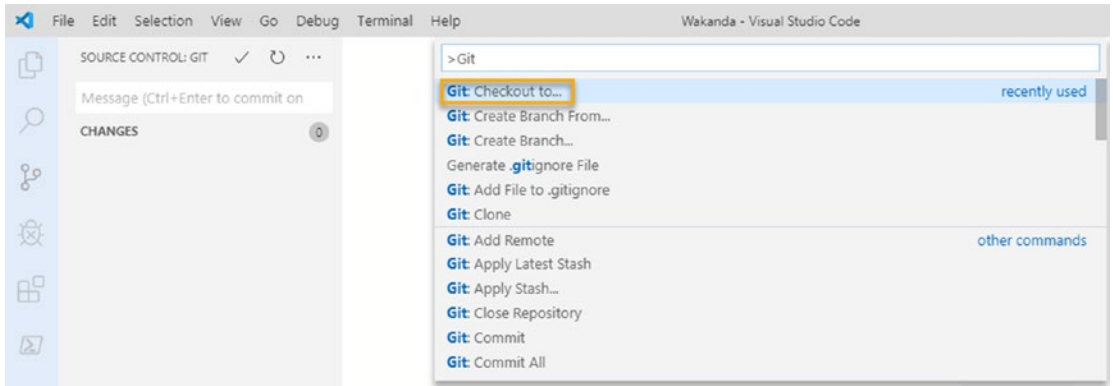 File Edit Selection View Go Debug Terminal Help Wakanda - Visual Studio Code
SOURCE CONTROL: GIT
Message (Ctrl+Enter to commit on
CHANGES 0
>Git
Git: Checkout to... recently used
Git: Create Branch From...
Git: Create Branch...
Generate .gitignore File
Git: Add File to .gitignore
Git: Clone
Git: Add Remote other commands
Git: Apply Latest Stash
Git: Apply Stash...
Git: Close Repository
Git: Commit
Git: Commit All